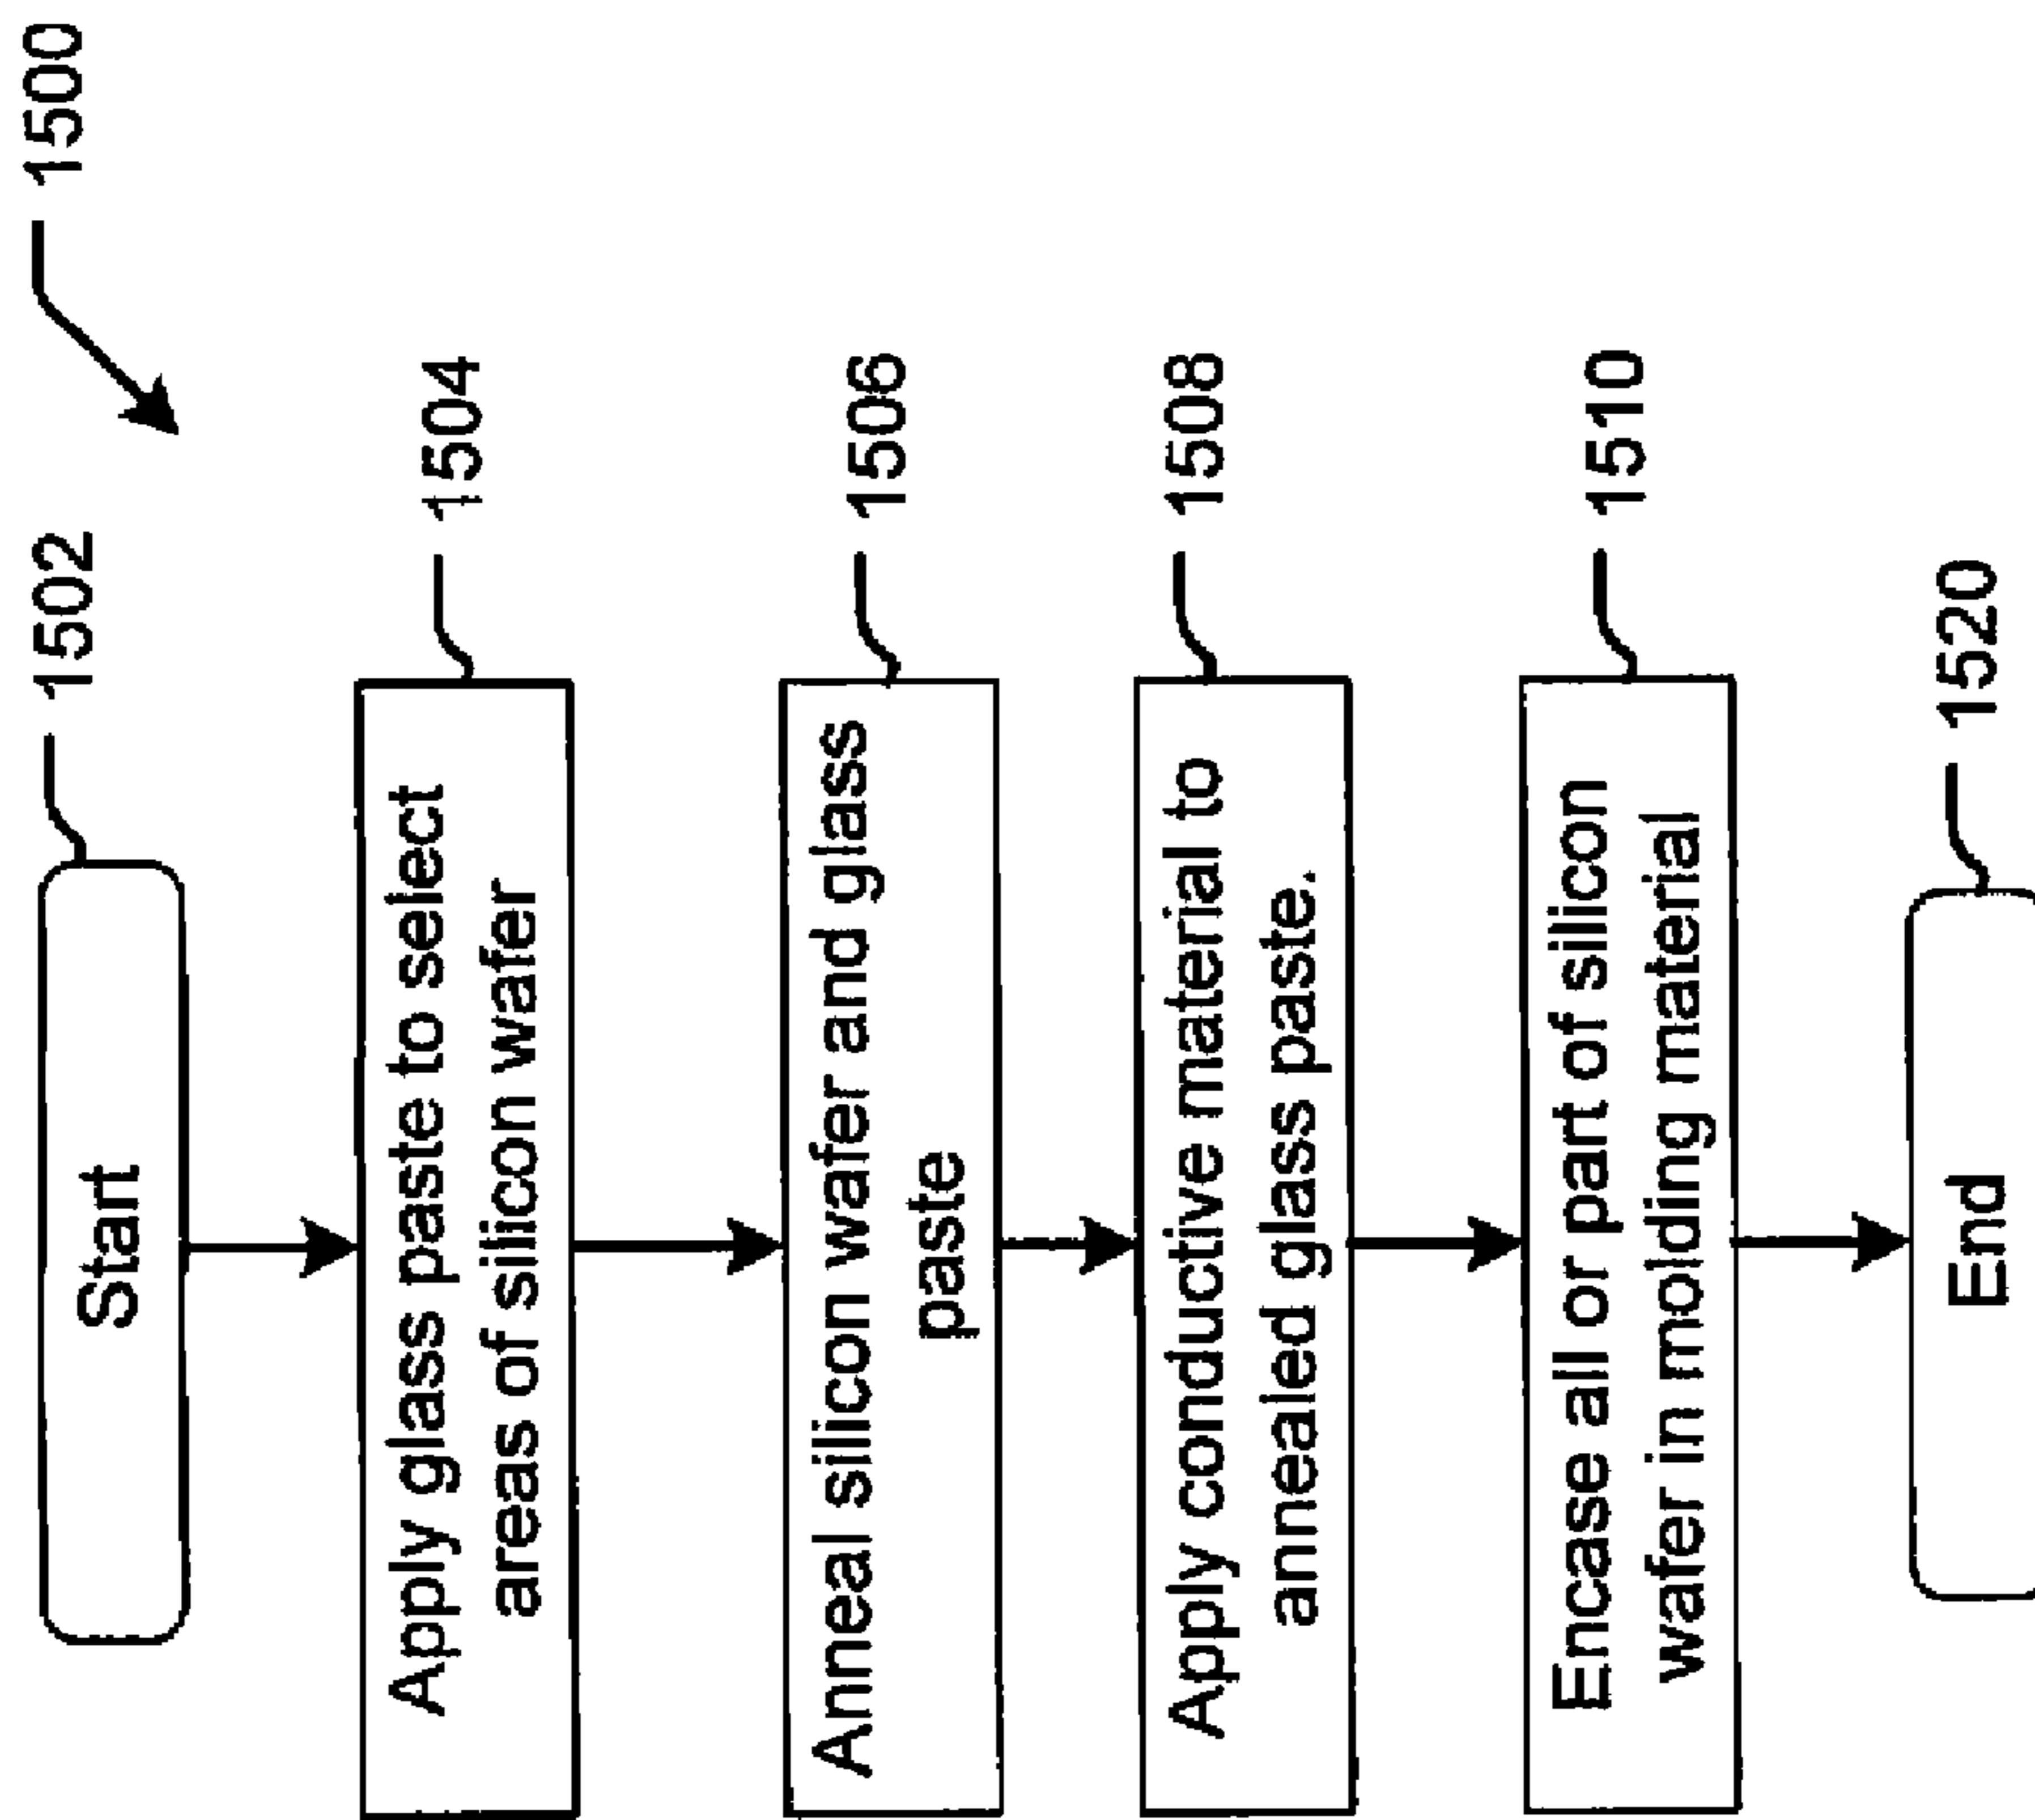 1500
1502
Start
1504
Apply glass paste to select
areas of silicon wafer
1506
Anneal silicon wafer and glass
paste
1508
Apply conductive material to
annealed glass paste.
1510
Encase all or part of silicon
wafer in molding material
1520
End